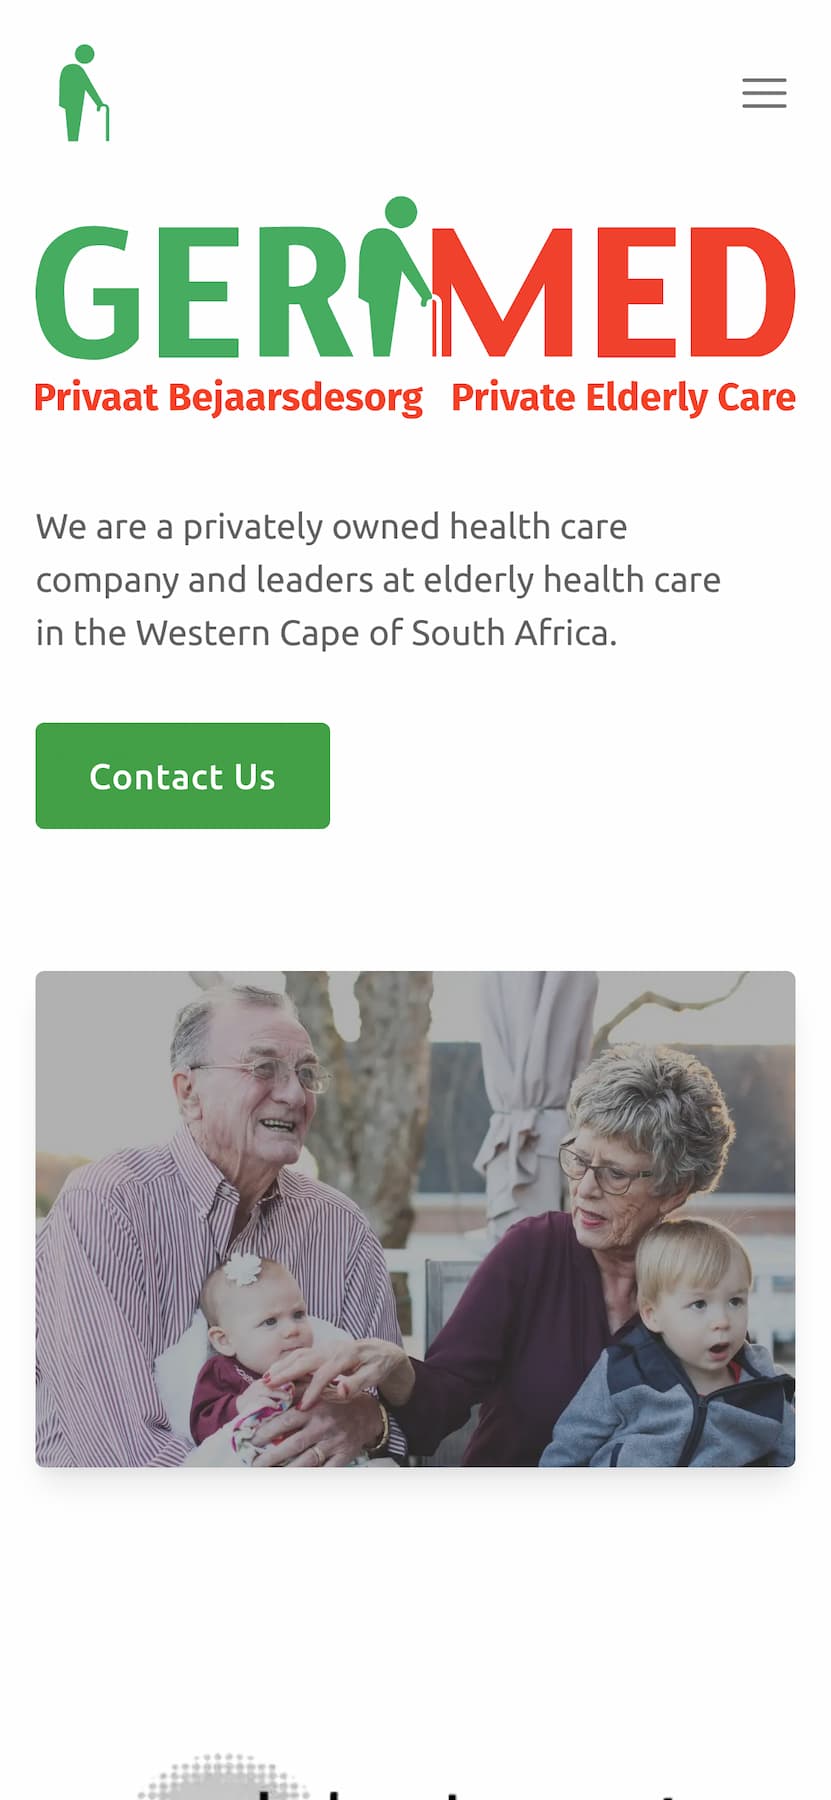 GERIMED
Privaat Bejaarsdesorg Private Elderly Care
We are a privately owned health care
company and leaders at elderly health care
in the Western Cape of South Africa.
Contact Us